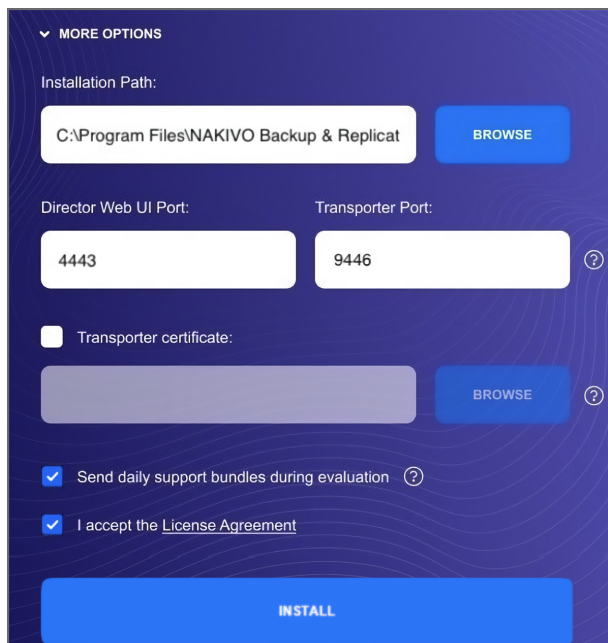 MORE OPTIONS
Installation Path:
C:\Program Files\NAKIVO Backup & Replicat
BROWSE
Director Web UI Port: Transporter Port:
4443 9446 ?
Transporter certificate:
BROWSE ?
Send daily support bundles during evaluation ?
I accept the License Agreement
INSTALL